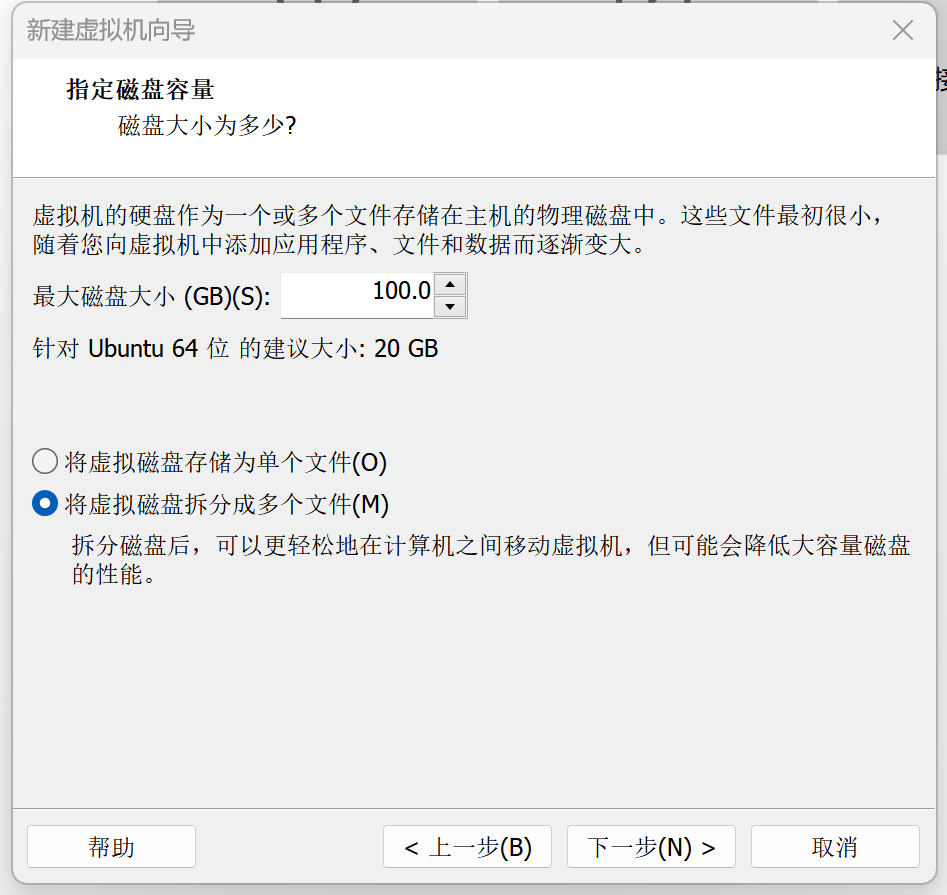 新建虚拟机向导
指定磁盘容量
磁盘大小为多少?
虚拟机的硬盘作为一个或多个文件存储在主机的物理磁盘中。这些文件最初很小，
随着您向虚拟机中添加应用程序、文件和数据而逐渐变大。
最大磁盘大小 (GB)(S): 100.0
针对 Ubuntu 64 位 的建议大小: 20 GB
将虚拟磁盘存储为单个文件(O)
将虚拟磁盘拆分成多个文件(M)
拆分磁盘后，可以更轻松地在计算机之间移动虚拟机，但可能会降低大容量磁盘
的性能。
帮助 < 上一步(B) 下一步(N) > 取消